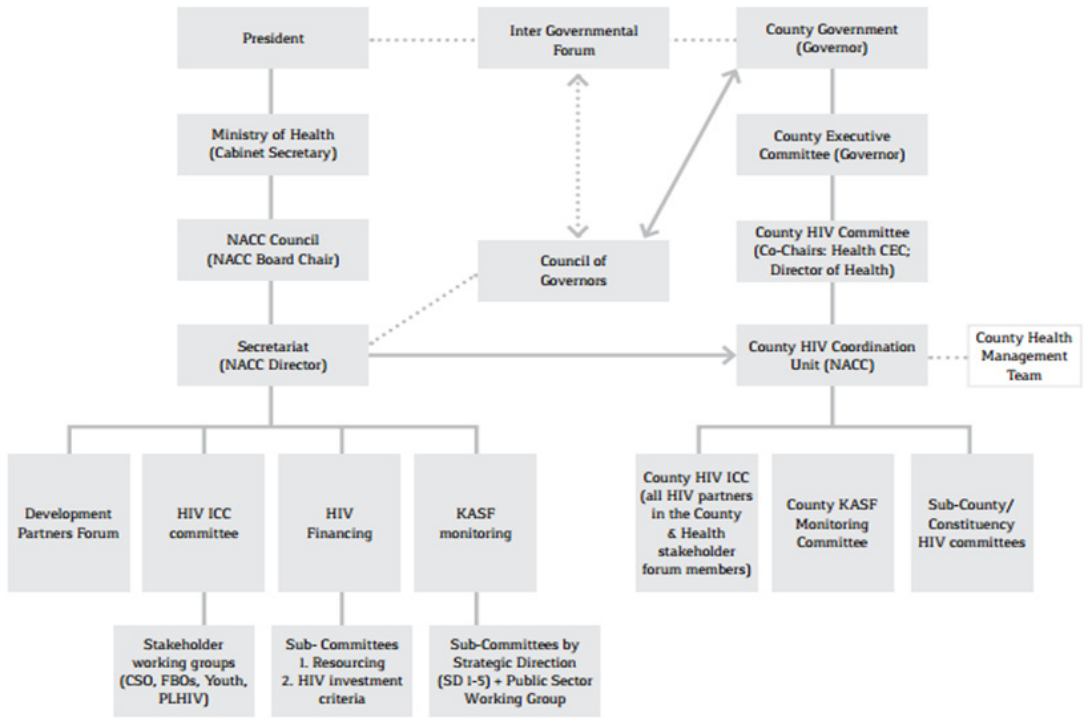 President
Inter Governmental
Forum
County Government
(Governor)
Ministry of Health
(Cabinet Secretary)
County Executive
Committee (Governor)
NACC Council
(NACC Board Chair)
Council of
Governors
County HIV Committee
(Co-Chairs: Health CEC;
Director of Health)
Secretariat
(NACC Director)
County HIV Coordination
Unit (NACC)
County Health
Management
Team
Development
Partners Forum
HIV ICC
committee
HIV
Financing
KASF
monitoring
County HIV ICC
(all HIV partners
in the County
& Health
stakeholder
forum members)
County KASF
Monitoring
Committee
Sub-County/
Constituency
HIV committees
Stakeholder
working groups
(CSO, FBOs, Youth,
PLHIV)
Sub- Committees
1. Resourcing
2. HIV investment
criteria
Sub-Committees by
Strategic Direction
(SD 1-5) + Public Sector
Working Group